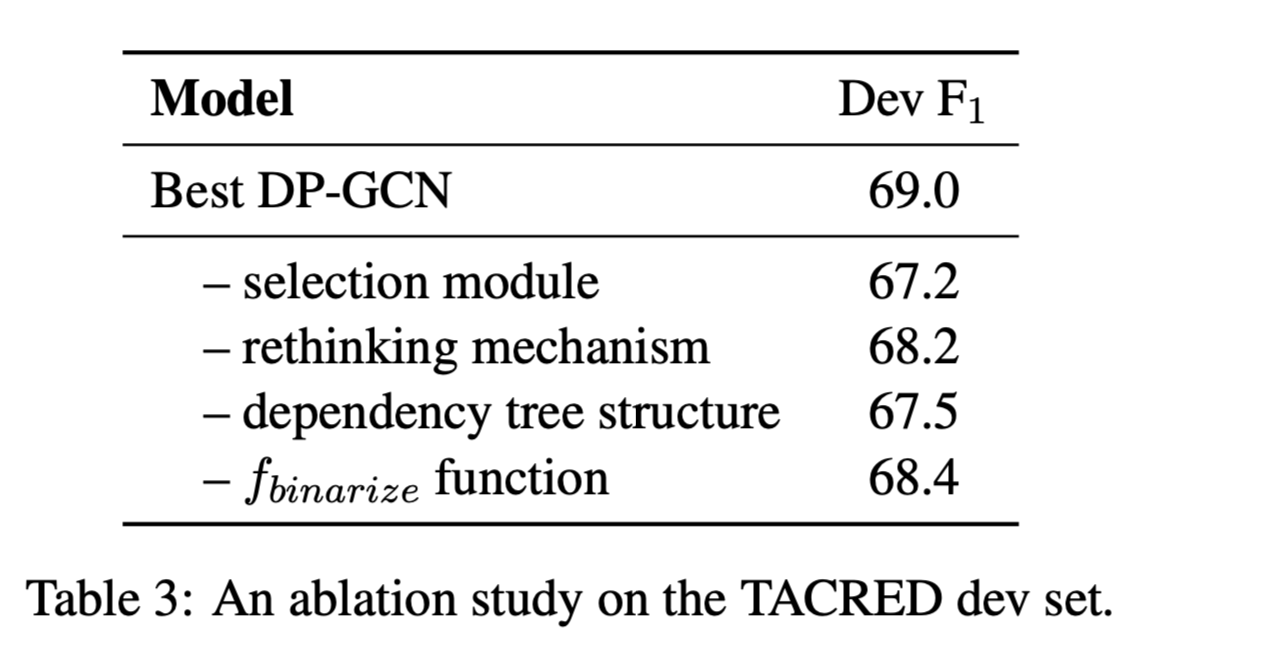 Model Dev F1
Best DP-GCN 69.0
– selection module 67.2
– rethinking mechanism 68.2
– dependency tree structure 67.5
– fbinarize function 68.4
Table 3: An ablation study on the TACRED dev set.